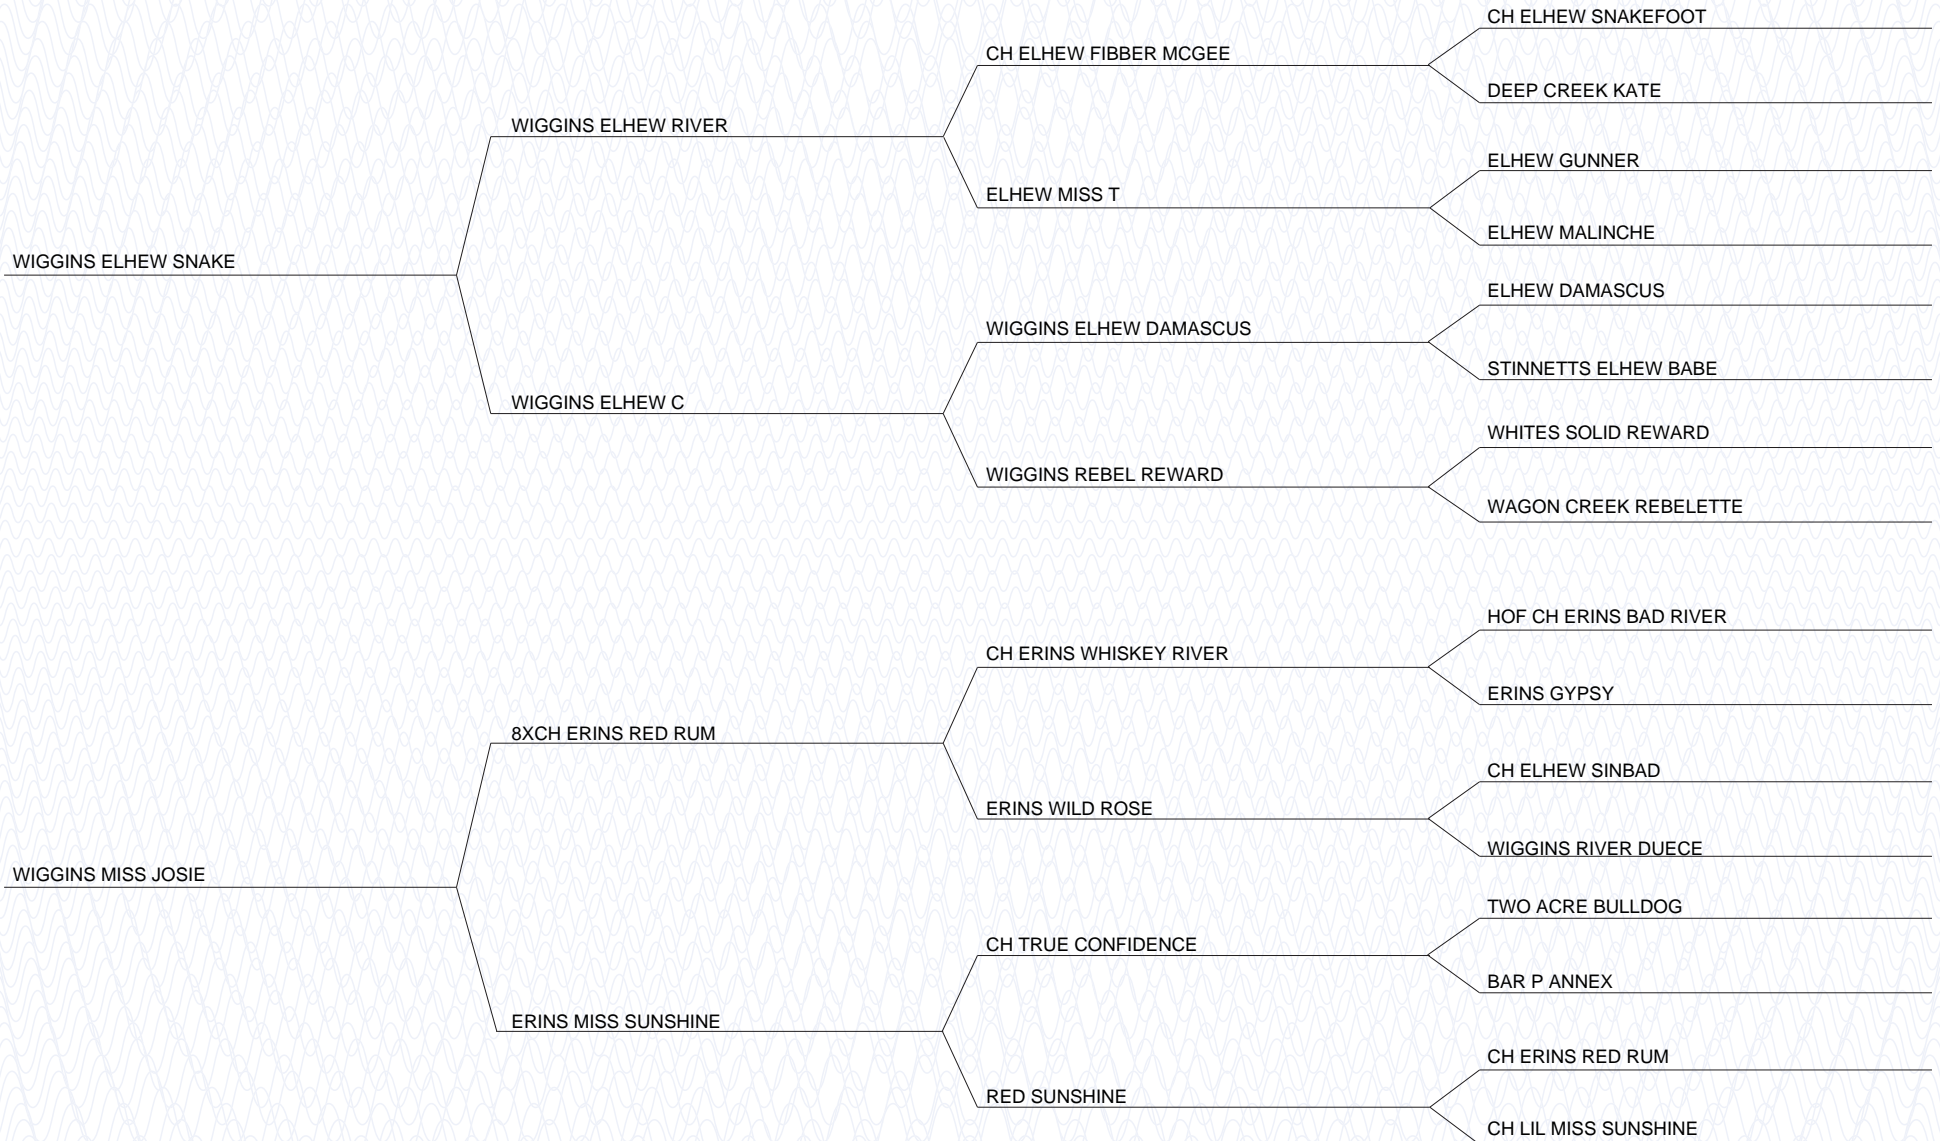 CH ELHEW SNAKEFOOT
CH ELHEW FIBBER MCGEE
DEEP CREEK KATE
WIGGINS ELHEW RIVER
ELHEW GUNNER
ELHEW MISS T
ELHEW MALINCHE
WIGGINS ELHEW SNAKE
ELHEW DAMASCUS
WIGGINS ELHEW DAMASCUS
STINNETTS ELHEW BABE
WIGGINS ELHEW C
WHITES SOLID REWARD
WIGGINS REBEL REWARD
WAGON CREEK REBELETTE
HOF CH ERINS BAD RIVER
CH ERINS WHISKEY RIVER
ERINS GYPSY
8XCH ERINS RED RUM
CH ELHEW SINBAD
ERINS WILD ROSE
WIGGINS RIVER DUECE
WIGGINS MISS JOSIE
TWO ACRE BULLDOG
CH TRUE CONFIDENCE
BAR P ANNEX
ERINS MISS SUNSHINE
CH ERINS RED RUM
RED SUNSHINE
CH LIL MISS SUNSHINE